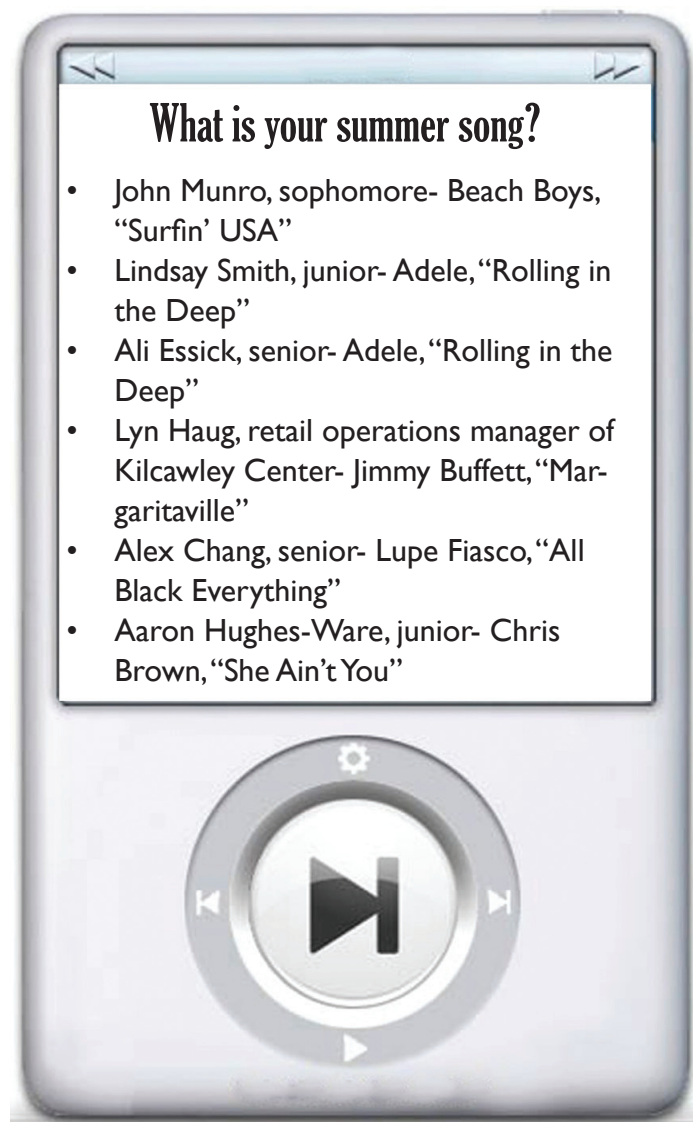 What is your summer song?
• John Munro, sophomore- Beach Boys,
“Surfin’ USA”
• Lindsay Smith, junior- Adele, “Rolling in
the Deep”
• Ali Essick, senior- Adele, “Rolling in the
Deep”
• Lyn Haug, retail operations manager of
Kilcawley Center- Jimmy Buffett, “Mar-
garitaville”
• Alex Chang, senior- Lupe Fiasco, “All
Black Everything”
• Aaron Hughes-Ware, junior- Chris
Brown, “She Ain’t You”